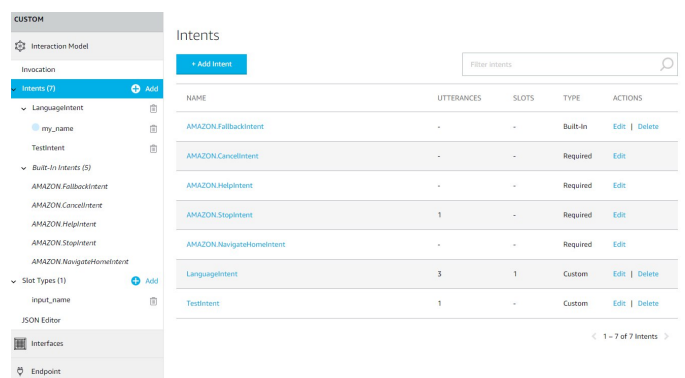 CUSTOM
Interaction Model
Invocation
Intents (7) Add
LanguageIntent
my_name
TestIntent
Built-In Intents (5)
AMAZON.FallbackIntent
AMAZON.CancelIntent
AMAZON.HelpIntent
AMAZON.StopIntent
AMAZON.NavigateHomeIntent
Slot Types (1) Add
input_name
JSON Editor
Interfaces
Endpoint
Intents
+ Add Intent
Filter intents
NAME UTTERANCES SLOTS TYPE ACTIONS
AMAZON.FallbackIntent - - Built-In Edit | Delete
AMAZON.CancelIntent - - Required Edit
AMAZON.HelpIntent - - Required Edit
AMAZON.StopIntent 1 - Required Edit
AMAZON.NavigateHomeIntent - - Required Edit
LanguageIntent 3 1 Custom Edit | Delete
TestIntent 1 - Custom Edit | Delete
< 1 – 7 of 7 Intents >